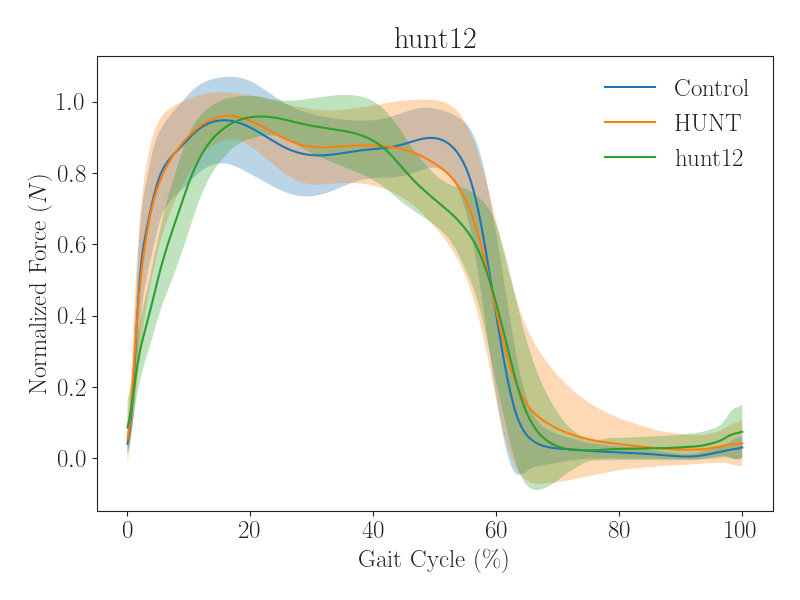 hunt12
Normalized Force (N)
1.0
0.8
0.6
0.4
0.2
0.0
0 20 40 60 80 100
Gait Cycle (%)
Control
HUNT
hunt12